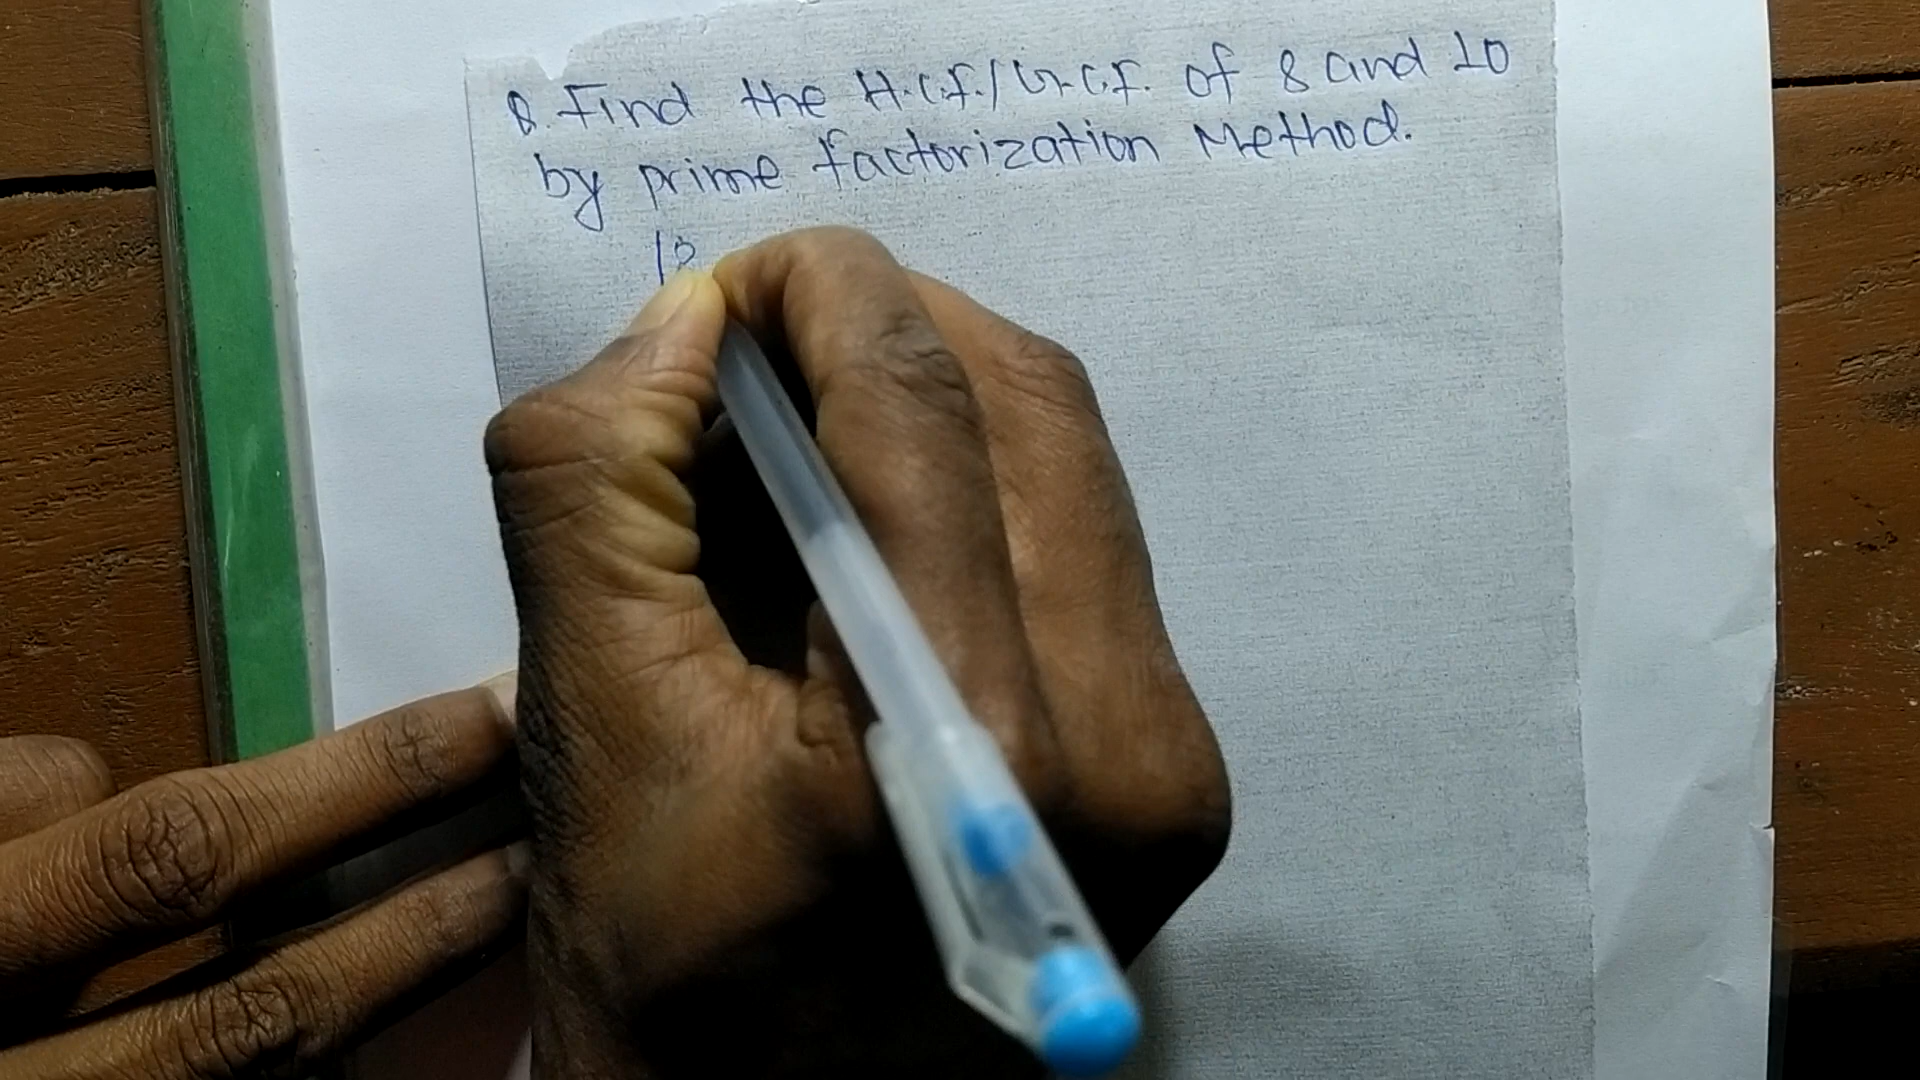 Q. Find the H.C.F./G.C.F. of 8 and 10
by prime factorization Method.